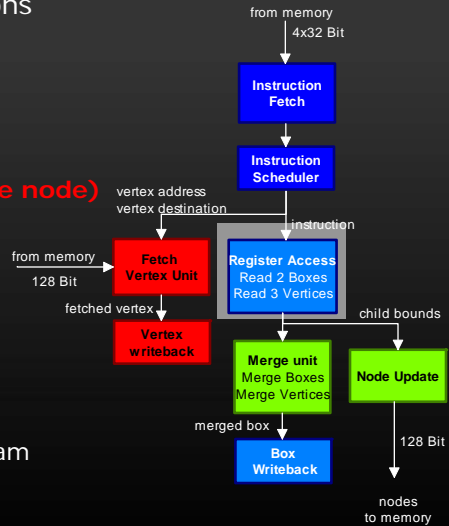 from memory
4x32 Bit
Instruction
Fetch
Instruction
Scheduler
node)
vertex address
vertex destination
instruction
from memory
128 Bit
Fetch
Vertex Unit
Register Access
Read 2 Boxes
Read 3 Vertices
fetched vertex
child bounds
Vertex
writeback
Merge unit
Merge Boxes
Merge Vertices
Node Update
merged box
128 Bit
Box
Writeback
nodes
to memory